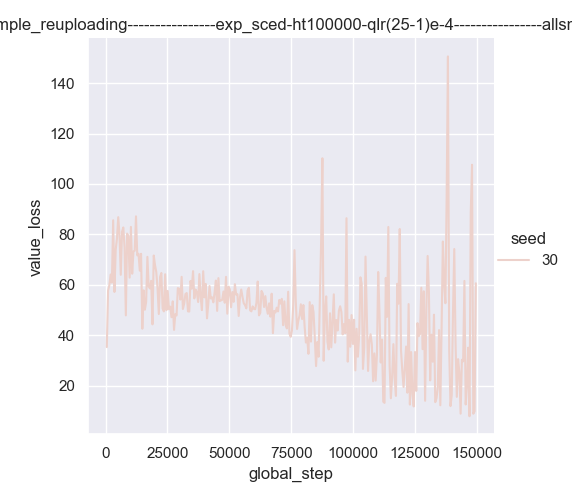 mple_reuploading----------------exp_sced-ht100000-qlr(25-1)e-4----------------allsr
value_loss
140
120
100
80
60
40
20
0 25000 50000 75000 100000 125000 150000
global_step
seed
30